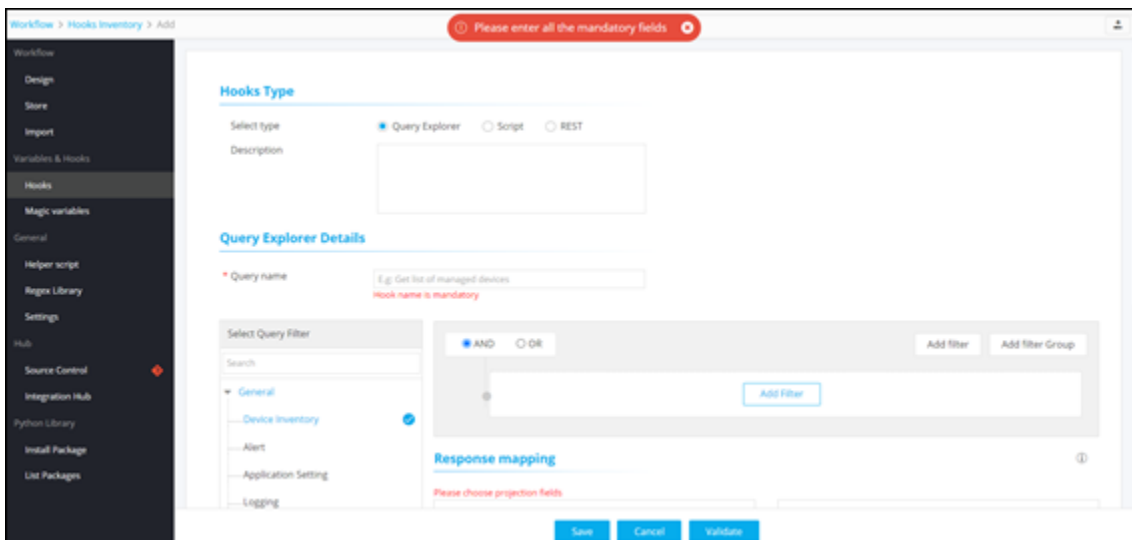 Workflow > Hooks Inventory > Add
Please enter all the mandatory fields
Workflow
Design
Store
Import
Variables & Hooks
Hooks
Magic variables
General
Helper script
Regex Library
Settings
Hub
Source Control
Integration Hub
Python Library
Install Package
List Packages
Hooks Type
Select type
Query Explorer
Script
REST
Description
Query Explorer Details
* Query name
E.g: Get list of managed devices
Hook name is mandatory
Select Query Filter
Search
General
Device Inventory
Alert
Application Setting
Logging
AND
OR
Add filter
Add filter Group
Add Filter
Response mapping
Please choose projection fields
Save
Cancel
Validate